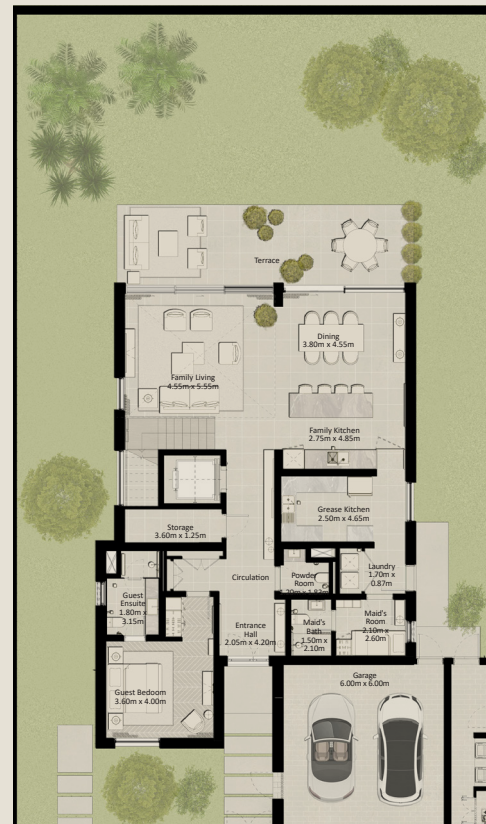 Terrace
Dining
3.80m x 4.55m
Family Living
4.55m x 5.55m
Family Kitchen
2.75m x 4.85m
Grease Kitchen
2.50m x 4.65m
Storage
3.60m x 1.25m
Circulation
Powder
Room
Laundry
1.70m x
0.87m
Guest
Ensuite
1.80m x
3.15m
Entrance
Hall
2.05m x 4.20m
Maid's
Bath
1.50m x
2.10m
Maid's
Room
2.10m x
2.60m
Guest Bedroom
3.60m x 4.00m
Garage
6.00m x 6.00m